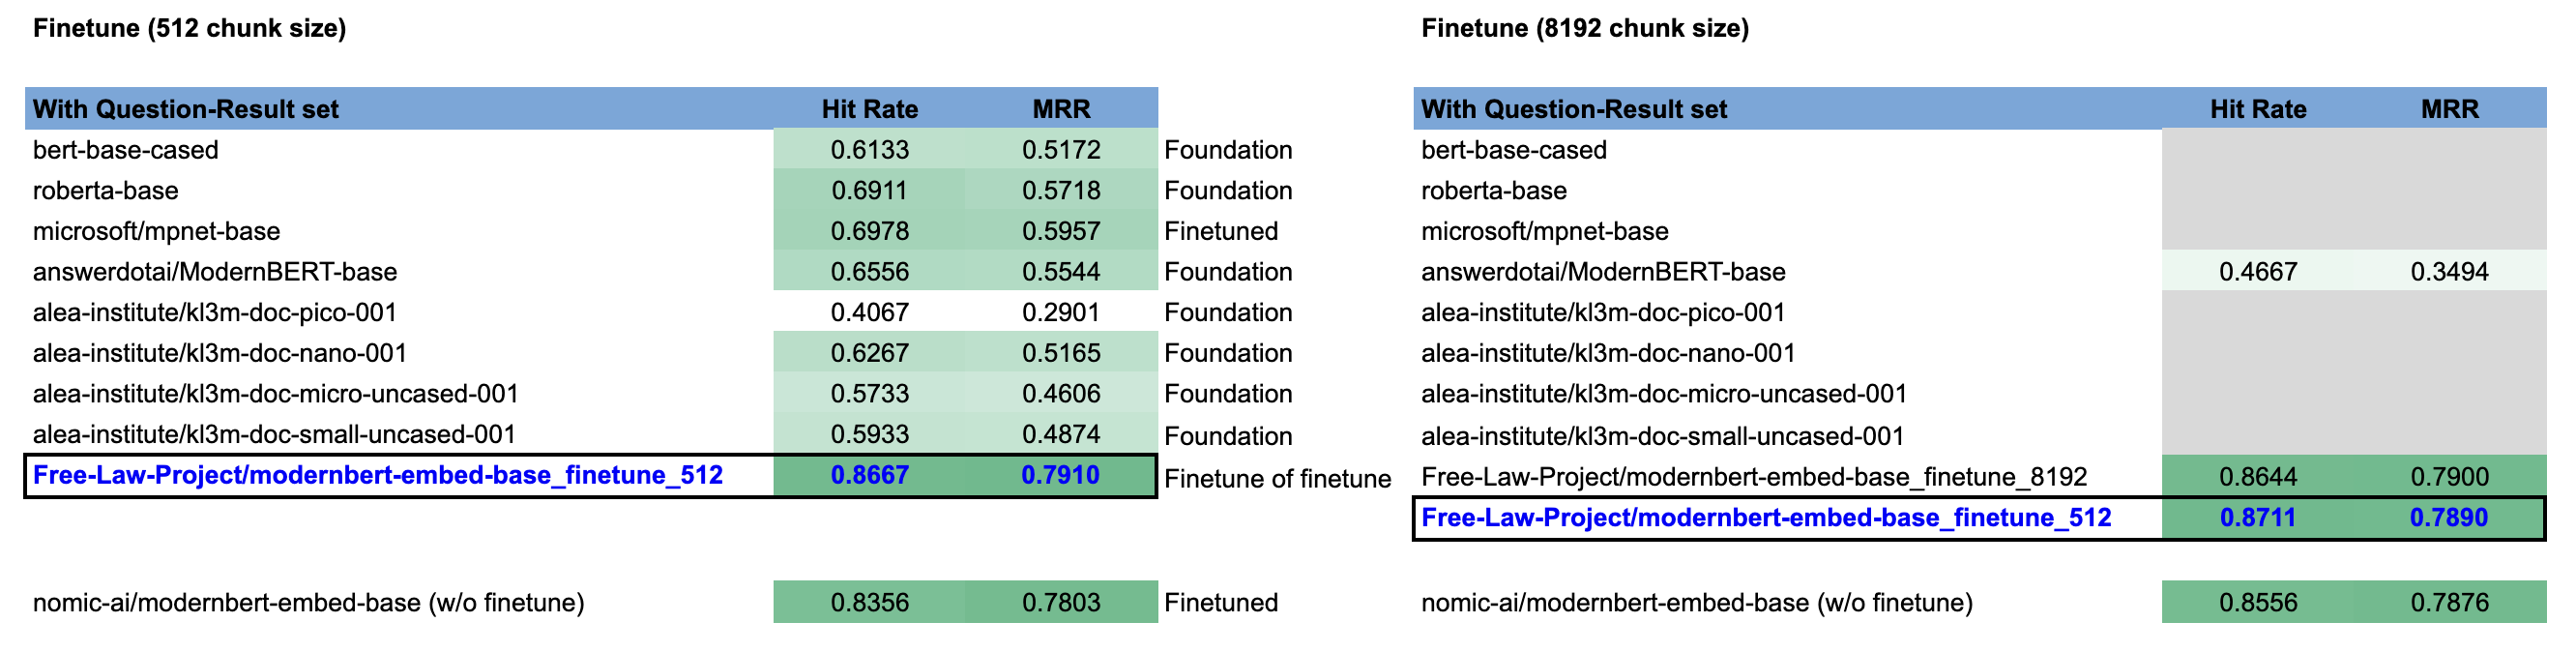 Finetune (512 chunk size)
With Question-Result set Hit Rate MRR
bert-base-cased 0.6133 0.5172 Foundation
roberta-base 0.6911 0.5718 Foundation
microsoft/mpnet-base 0.6978 0.5957 Finetuned
answerdotai/ModernBERT-base 0.6556 0.5544 Foundation
alea-institute/kl3m-doc-pico-001 0.4067 0.2901 Foundation
alea-institute/kl3m-doc-nano-001 0.6267 0.5165 Foundation
alea-institute/kl3m-doc-micro-uncased-001 0.5733 0.4606 Foundation
alea-institute/kl3m-doc-small-uncased-001 0.5933 0.4874 Foundation
Free-Law-Project/modernbert-embed-base_finetune_512 0.8667 0.7910 Finetune of finetune
nomic-ai/modernbert-embed-base (w/o finetune) 0.8356 0.7803 Finetuned
Finetune (8192 chunk size)
With Question-Result set Hit Rate MRR
bert-base-cased
roberta-base
microsoft/mpnet-base
answerdotai/ModernBERT-base 0.4667 0.3494
alea-institute/kl3m-doc-pico-001
alea-institute/kl3m-doc-nano-001
alea-institute/kl3m-doc-micro-uncased-001
alea-institute/kl3m-doc-small-uncased-001
Free-Law-Project/modernbert-embed-base_finetune_8192 0.8644 0.7900
Free-Law-Project/modernbert-embed-base_finetune_512 0.8711 0.7890
nomic-ai/modernbert-embed-base (w/o finetune) 0.8556 0.7876